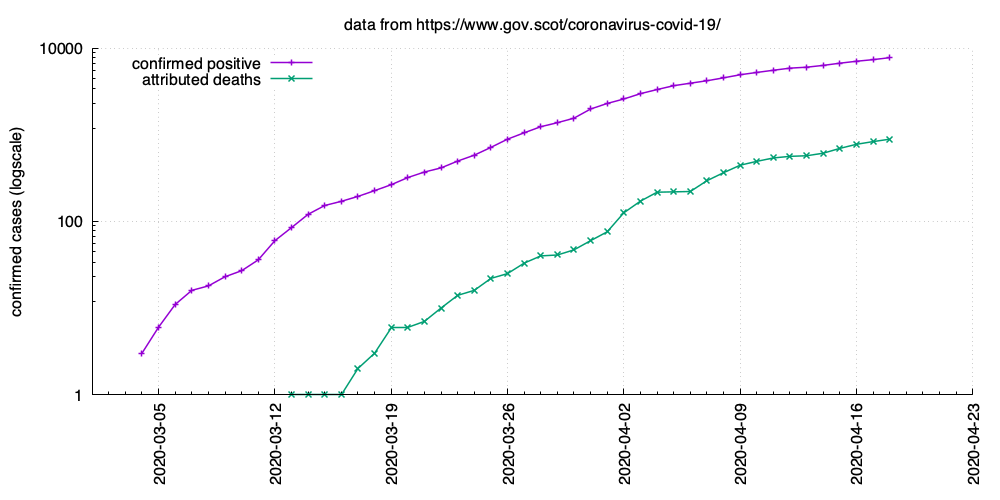 data from https://www.gov.scot/coronavirus-covid-19/
10000
confirmed positive
attributed deaths
confirmed cases (logscale)
100
1
2020-03-05
2020-03-12
2020-03-19
2020-03-26
2020-04-02
2020-04-09
2020-04-16
2020-04-23